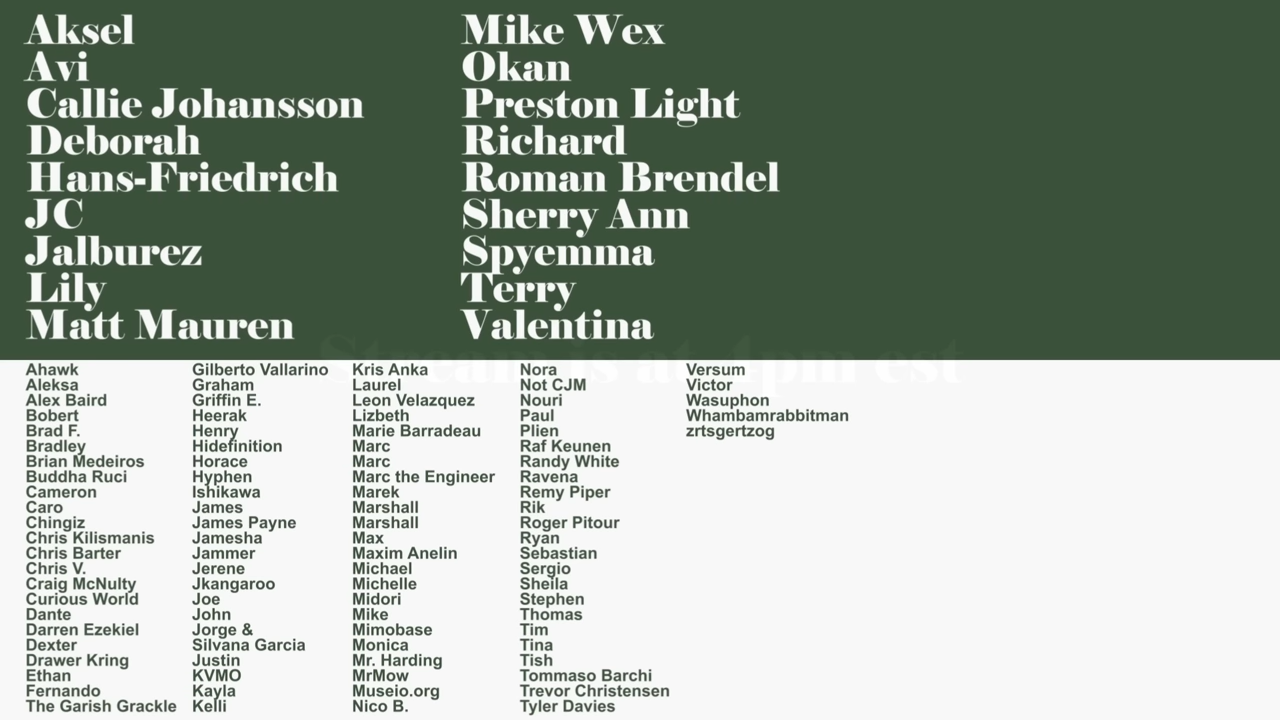 Aksel
Avi
Callie Johansson
Deborah
Hans-Friedrich
JC
Jalburez
Lily
Matt Mauren
Mike Wex
Okan
Preston Light
Richard
Roman Brendel
Sherry Ann
Spyemma
Terry
Valentina
Stream is at 4pm est
Ahawk
Aleksa
Alex Baird
Bobert
Brad F.
Bradley
Brian Medeiros
Buddha Ruci
Cameron
Caro
Chingiz
Chris Kilismanis
Chris Barter
Chris V.
Craig McNulty
Curious World
Dante
Darren Ezekiel
Dexter
Drawer Kring
Ethan
Fernando
The Garish Grackle
Gilberto Vallarino
Graham
Griffin E.
Heerak
Henry
Hidefinition
Horace
Hyphen
Ishikawa
James
James Payne
Jamesha
Jammer
Jerene
Jkangaroo
Joe
John
Jorge &
Silvana Garcia
Justin
KVMO
Kayla
Kelli
Kris Anka
Laurel
Leon Velazquez
Lizbeth
Marie Barradeau
Marc
Marc
Marc the Engineer
Marek
Marshall
Marshall
Max
Maxim Anelin
Michael
Michelle
Midori
Mike
Mimobase
Monica
Mr. Harding
MrMow
Museio.org
Nico B.
Nora
Not CJM
Nouri
Paul
Plien
Raf Keunen
Randy White
Ravena
Remy Piper
Rik
Roger Pitour
Ryan
Sebastian
Sergio
Sheila
Stephen
Thomas
Tim
Tina
Tish
Tommaso Barchi
Trevor Christensen
Tyler Davies
Versum
Victor
Wasuphon
Whambamrabbitman
zrtsgertzog